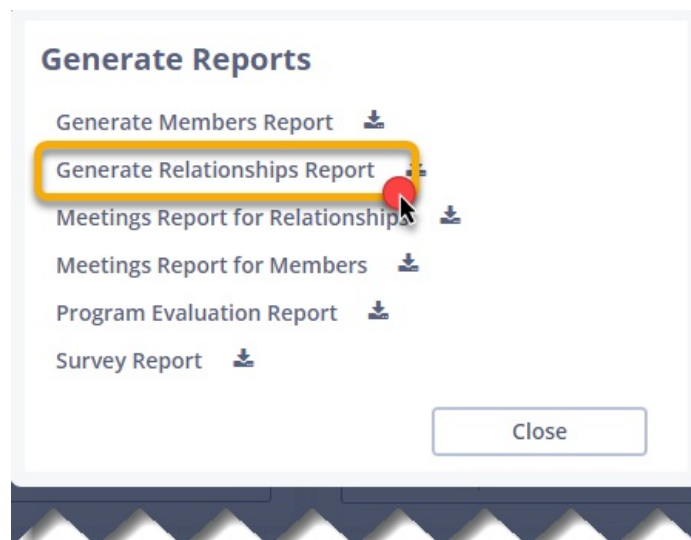 Generate Reports
Generate Members Report
Generate Relationships Report
Meetings Report for Relationships
Meetings Report for Members
Program Evaluation Report
Survey Report
Close